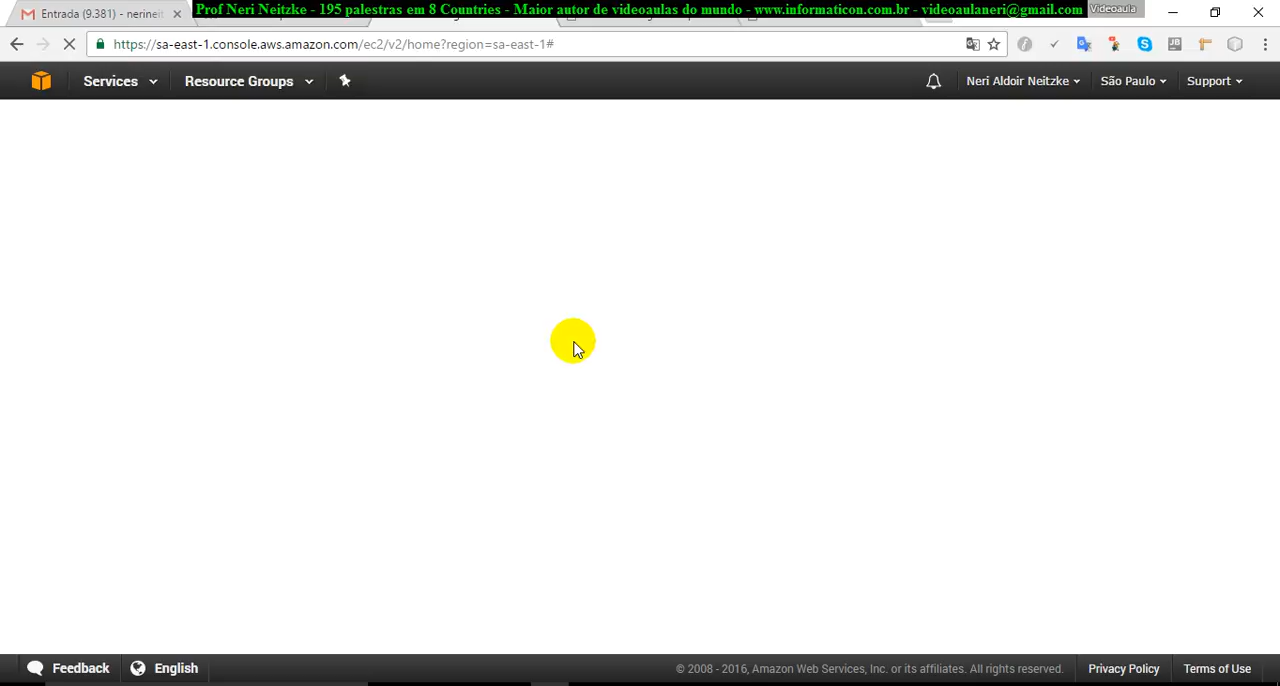 Entrada (9.381) - nerineit
Prof Neri Neitzke - 195 palestras em 8 Countries - Maior autor de videoaulas do mundo - www.informaticon.com.br - videoaulaneri@gmail.com
Videoaula
https://sa-east-1.console.aws.amazon.com/ec2/v2/home?region=sa-east-1#
Services
Resource Groups
Neri Aldoir Neitzke
São Paulo
Support
Feedback
English
© 2008 - 2016, Amazon Web Services, Inc. or its affiliates. All rights reserved.
Privacy Policy
Terms of Use